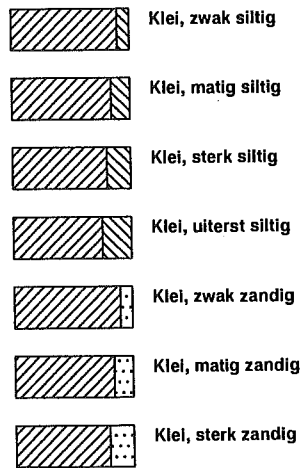 Klei, zwak siltig
Klei, matig siltig
Klei, sterk siltig
Klei, uiterst siltig
Klei, zwak zandig
Klei, matig zandig
Klei, sterk zandig